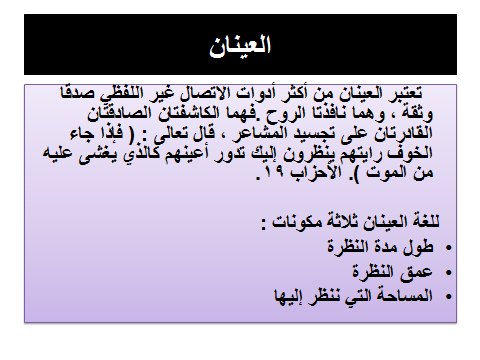 العينان
تعتبر العينان من أكثر أدوات الاتصال غير اللفظي صدقا
وثقة ، وهما نافذتا الروح .فهما الكاشفتان الصادقتان
القادرتان على تجسيد المشاعر ، قال تعالى : ( فإذا جاء
الخوف رايتهم ينظرون إليك تدور أعينهم كالذي يغشى عليه
من الموت ). الأحزاب ١٩ .
للغة العينان ثلاثة مكونات :
• طول مدة النظرة
• عمق النظرة
• المساحة التي ننظر إليها